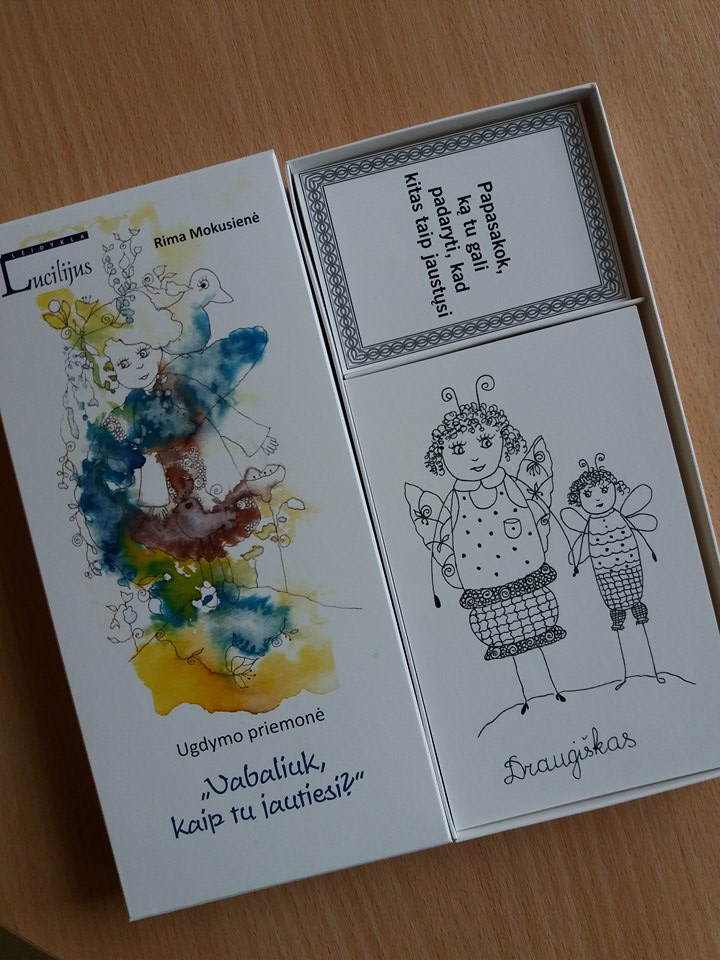 LEIDYKLA
Lucilijus
Rima Mokusienė
Ugdymo priemonė
„Vabaliuk,
kaip tu jautiesi?“
Papasakok,
ką tu gali
padaryti, kad
kitas taip jaustųsi
Draugiškas